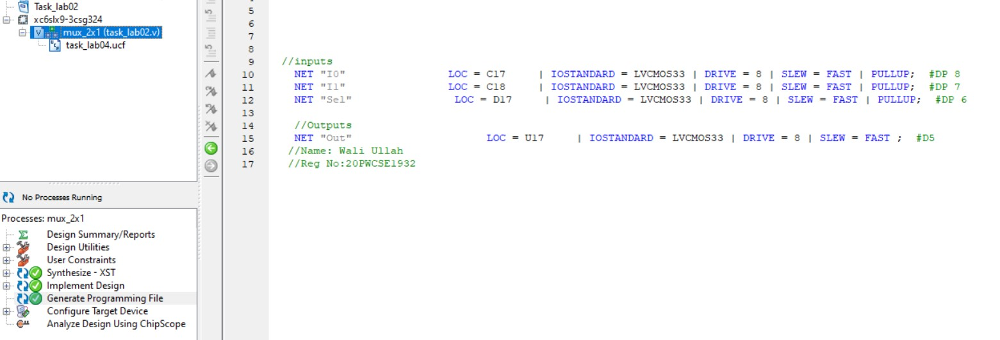 Task_lab02
xc6slx9-3csg324
mux_2x1 (task_lab02.v)
task_lab04.ucf
No Processes Running
Processes: mux_2x1
Design Summary/Reports
Design Utilities
User Constraints
Synthesize - XST
Implement Design
Generate Programming File
Configure Target Device
Analyze Design Using ChipScope
5
6
7
8
9 //inputs
10 NET "I0" LOC = C17 | IOSTANDARD = LVCMOS33 | DRIVE = 8 | SLEW = FAST | PULLUP; #DP 8
11 NET "I1" LOC = C18 | IOSTANDARD = LVCMOS33 | DRIVE = 8 | SLEW = FAST | PULLUP; #DP 7
12 NET "Sel" LOC = D17 | IOSTANDARD = LVCMOS33 | DRIVE = 8 | SLEW = FAST | PULLUP; #DP 6
13
14 //Outputs
15 NET "Out" LOC = U17 | IOSTANDARD = LVCMOS33 | DRIVE = 8 | SLEW = FAST ; #D5
16 //Name: Wali Ullah
17 //Reg No:20PWCSE1932